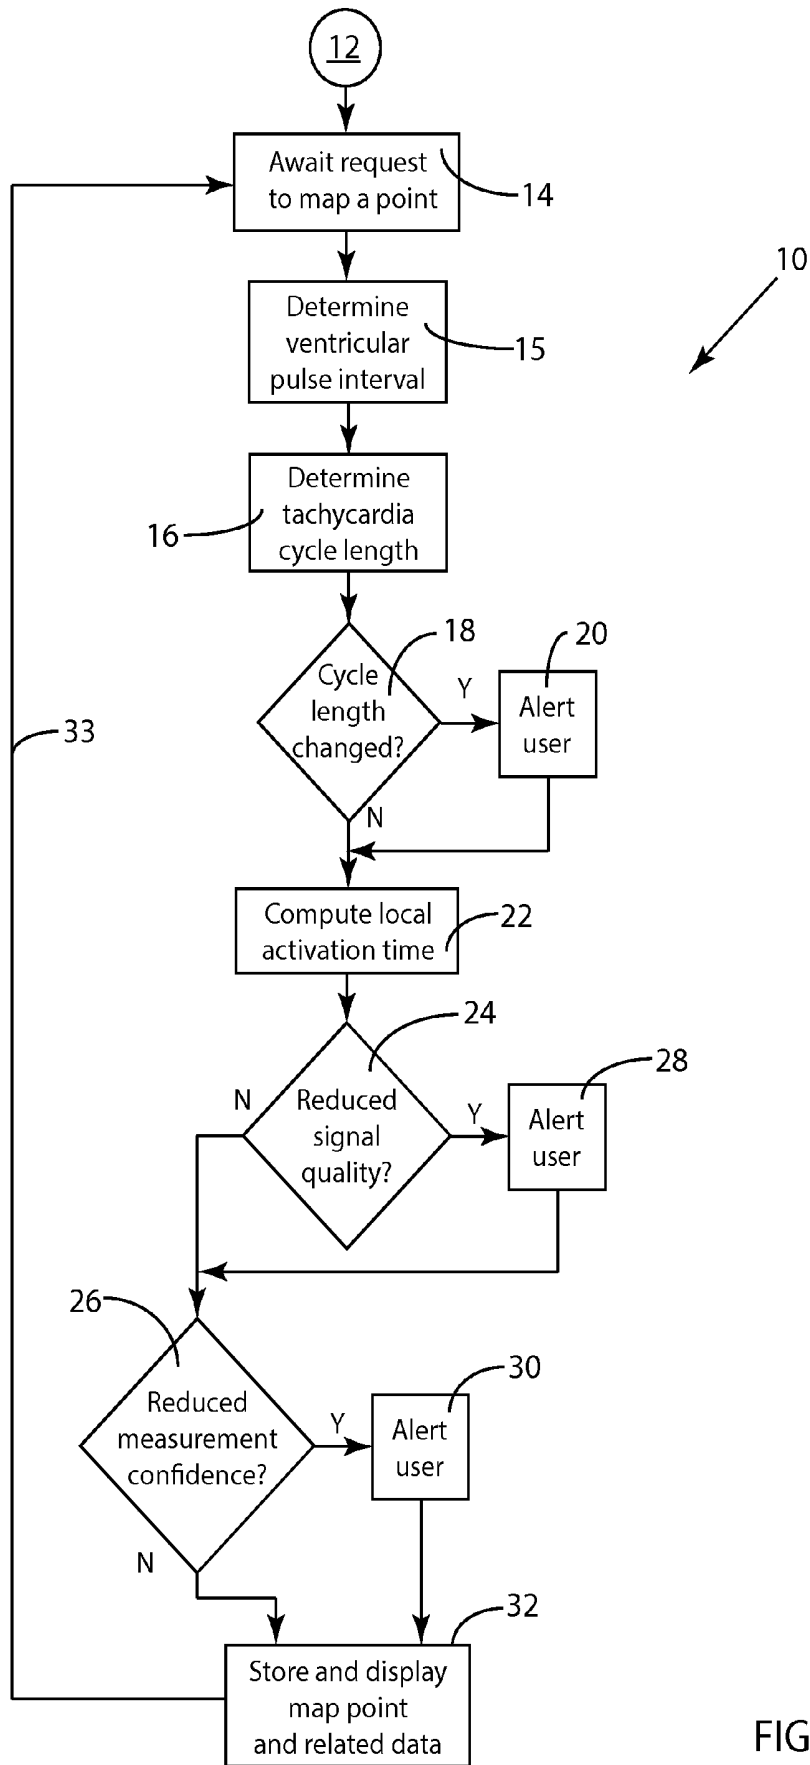 12
Await request
to map a point
14
10
Determine
ventricular
pulse interval
15
Determine
tachycardia
cycle length
16
18
20
Cycle
length
changed?
Y
Alert
user
33
N
Compute local
activation time
22
24
28
N
Reduced
signal
quality?
Y
Alert
user
26
30
Reduced
measurement
confidence?
Y
Alert
user
N
32
Store and display
map point
and related data
FIG